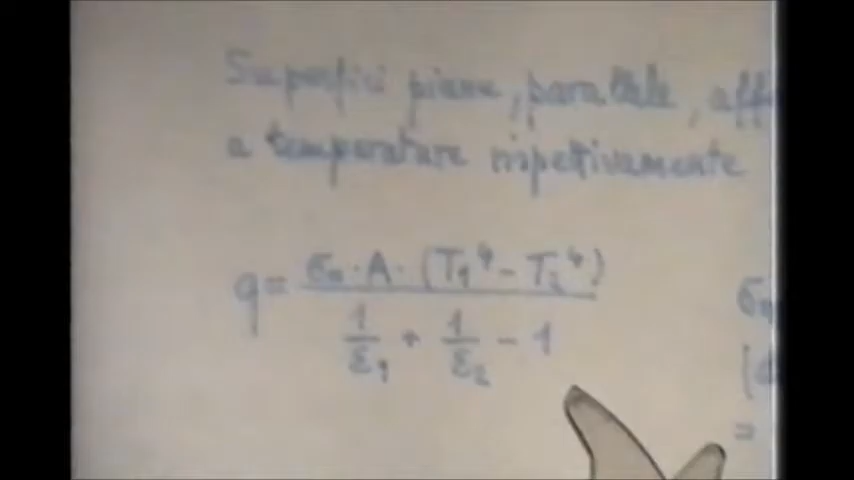 Superfici piane, parallele, aff
a temperature rispettivamente
q = σ₀ · A · (T₁⁴ - T₂⁴) / (1/ε₁ + 1/ε₂ - 1)
=